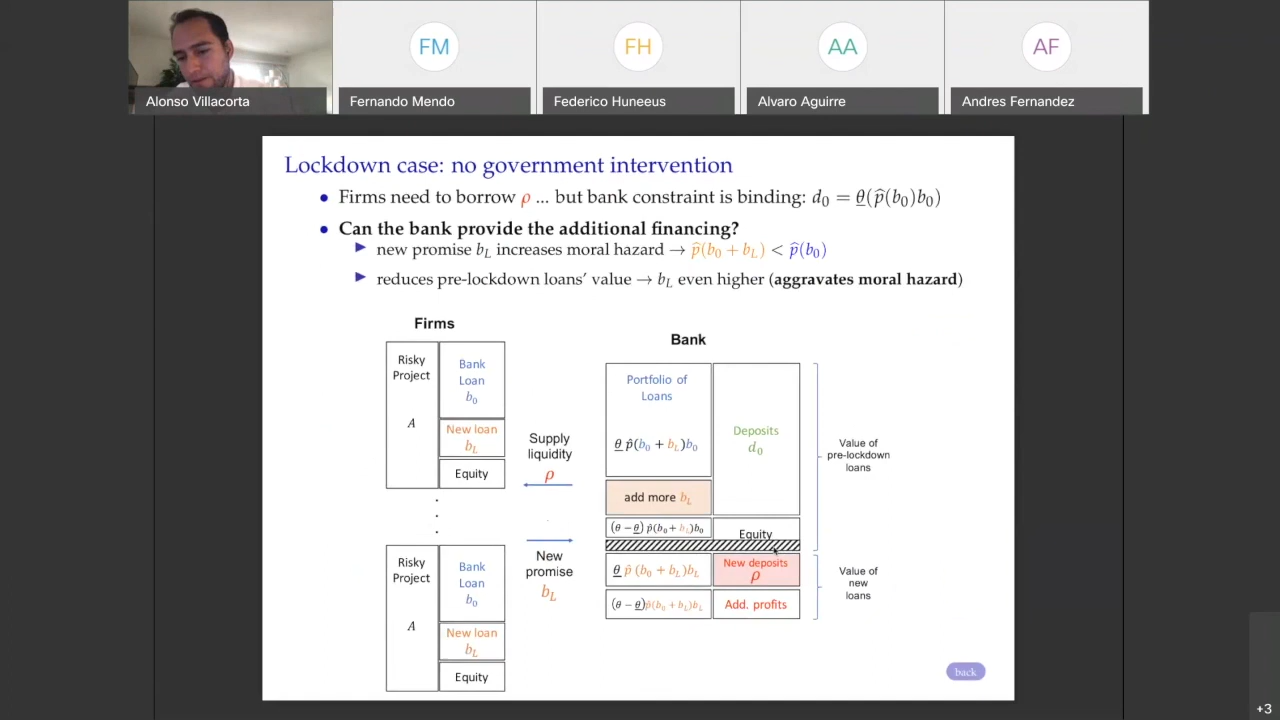 FM
FH
AA
AF
Alonso Villacorta
Fernando Mendo
Federico Huneeus
Alvaro Aguirre
Andres Fernandez
Lockdown case: no government intervention
• Firms need to borrow ρ ... but bank constraint is binding: d₀ = θ̲(p̂(b₀)b₀)
• Can the bank provide the additional financing?
▶ new promise b_L increases moral hazard → p̂(b₀ + b_L) < p̂(b₀)
▶ reduces pre-lockdown loans' value → b_L even higher (aggravates moral hazard)
Firms
Risky
Project
A
Bank
Loan
b₀
New loan
b_L
Equity
Risky
Project
A
Bank
Loan
b₀
New loan
b_L
Equity
Supply
liquidity
ρ
New
promise
b_L
Bank
Portfolio of
Loans
θ̲ p̂(b₀ + b_L)b₀
add more b_L
(θ − θ̲) p̂(b₀ + b_L)b₀
θ̲ p̂ (b₀ + b_L)b_L
(θ − θ̲)p̂(b₀ + b_L)b_L
Deposits
d₀
Equity
New deposits
ρ
Add. profits
Value of
pre-lockdown
loans
Value of
new
loans
back
+3